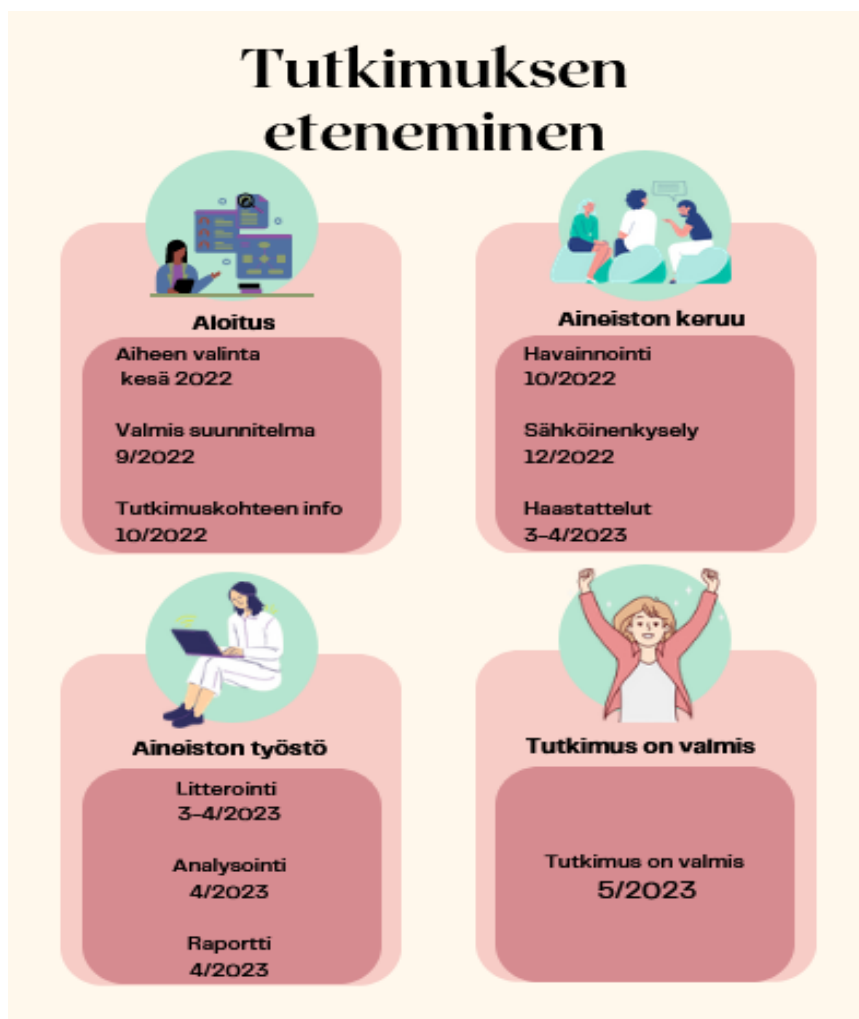 Tutkimuksen
eteneminen
Aloitus
Aiheen valinta
kesä 2022
Valmis suunnitelma
9/2022
Tutkimuskohteen info
10/2022
Aineiston keruu
Havainnointi
10/2022
Sähköinenkysely
12/2022
Haastattelut
3-4/2023
Aineiston työstö
Litterointi
3-4/2023
Analysointi
4/2023
Raportti
4/2023
Tutkimus on valmis
Tutkimus on valmis
5/2023